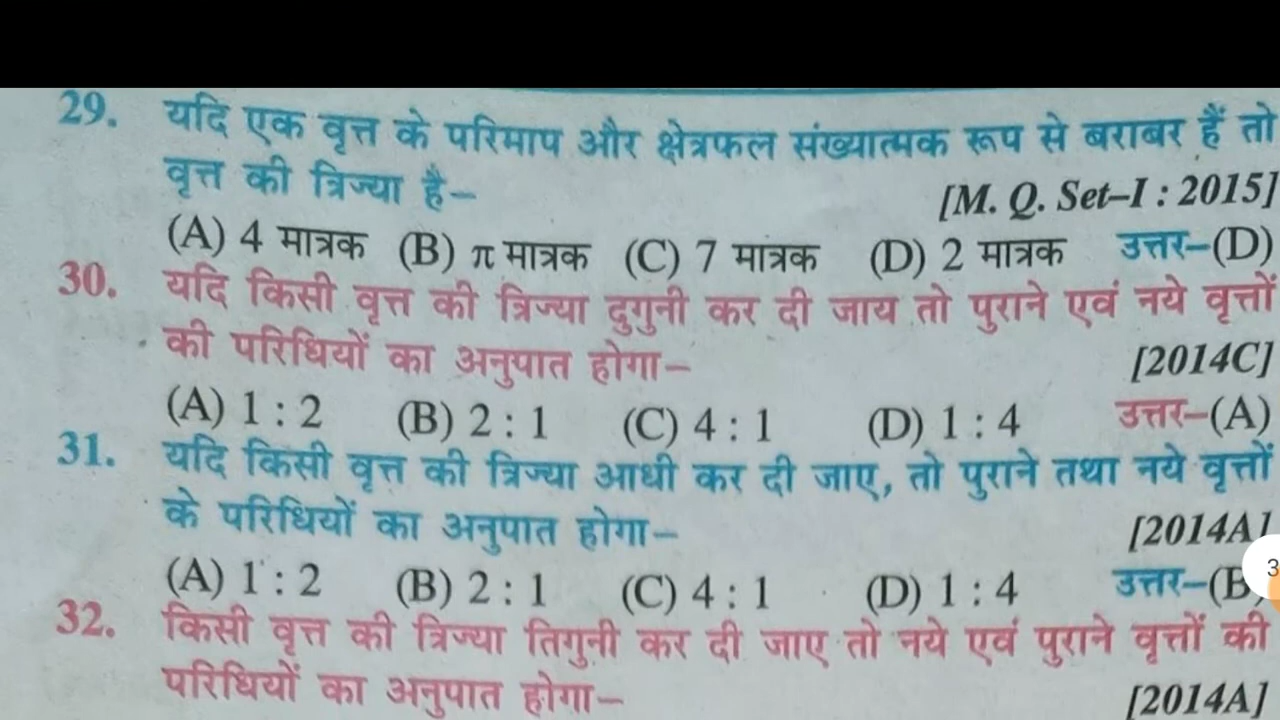 29. यदि एक वृत्त के परिमाप और क्षेत्रफल संख्यात्मक रूप से बराबर हैं तो
वृत्त की त्रिज्या है– [M. Q. Set–I : 2015]
(A) 4 मात्रक (B) π मात्रक (C) 7 मात्रक (D) 2 मात्रक उत्तर–(D)
30. यदि किसी वृत्त की त्रिज्या दुगुनी कर दी जाय तो पुराने एवं नये वृत्तों
की परिधियों का अनुपात होगा– [2014C]
(A) 1 : 2 (B) 2 : 1 (C) 4 : 1 (D) 1 : 4 उत्तर–(A)
31. यदि किसी वृत्त की त्रिज्या आधी कर दी जाए, तो पुराने तथा नये वृत्तों
के परिधियों का अनुपात होगा– [2014A]
(A) 1 : 2 (B) 2 : 1 (C) 4 : 1 (D) 1 : 4 उत्तर–(B)
32. किसी वृत्त की त्रिज्या तिगुनी कर दी जाए तो नये एवं पुराने वृत्तों की
परिधियों का अनुपात होगा– [2014A]
3